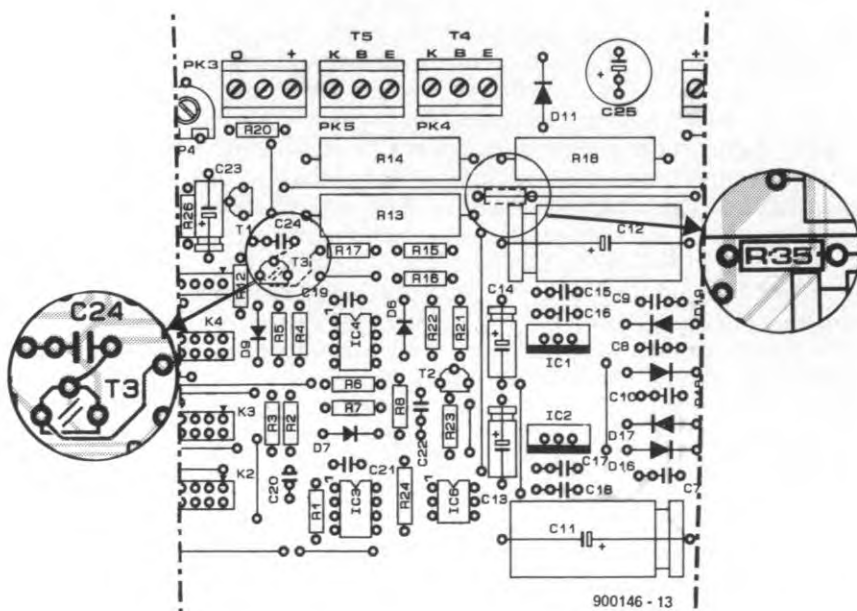 T5 T4
PK3 O + K B E K B E +
D11 C25
P4 R20 PK5 PK4
C23 R14 R18
R26 T1 R13 C12
C24 R17 R15
T3 R16
C19 C14 C15 C9
C24 K4 D9 R5 R4 IC4 D8 R22 R21 C16 C8
T3 IC1
R6 T2 C10
K3 R3 R2 R7 R8 R23 IC2 D17
D7 C22 D16
K2 C20 C21 C17 C7
R1 IC3 R24 IC6 C13 C18
C11
R35
900146 - 13